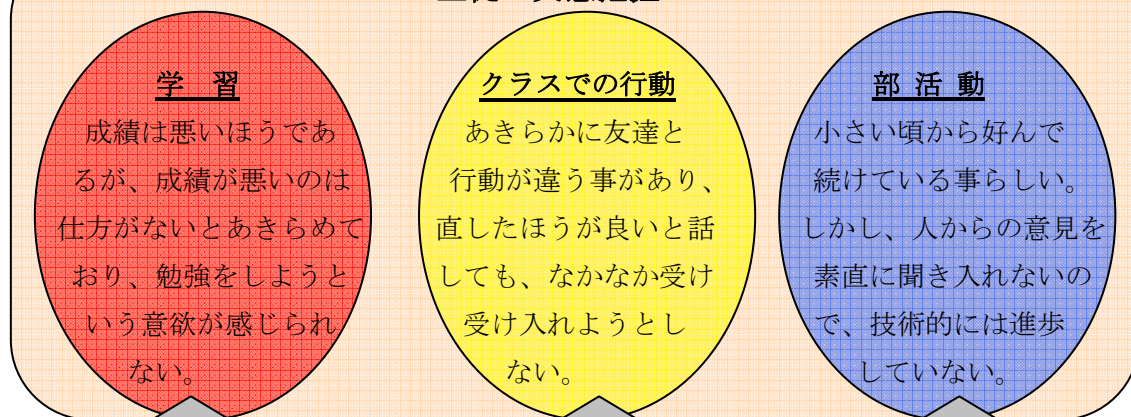 学 習
成績は悪いほうであ
るが、成績が悪いのは
仕方がないとあきらめて
おり、勉強をしようと
いう意欲が感じられ
ない。
クラスでの行動
あきらかに友達と
行動が違う事があり、
直したほうが良いと話
しても、なかなか受け
受け入れようとし
ない。
部 活 動
小さい頃から好んで
続けている事らしい。
しかし、人からの意見を
素直に聞き入れないの
で、技術的には進歩
していない。